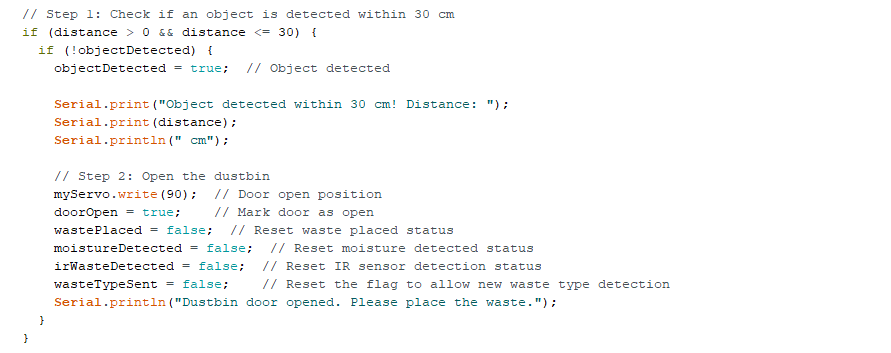 // Step 1: Check if an object is detected within 30 cm
if (distance > 0 && distance <= 30) {
  if (!objectDetected) {
    objectDetected = true;  // Object detected

    Serial.print("Object detected within 30 cm! Distance: ");
    Serial.print(distance);
    Serial.println(" cm");

    // Step 2: Open the dustbin
    myServo.write(90);  // Door open position
    doorOpen = true;    // Mark door as open
    wastePlaced = false;  // Reset waste placed status
    moistureDetected = false;  // Reset moisture detected status
    irWasteDetected = false;  // Reset IR sensor detection status
    wasteTypeSent = false;    // Reset the flag to allow new waste type detection
    Serial.println("Dustbin door opened. Please place the waste.");
  }
}